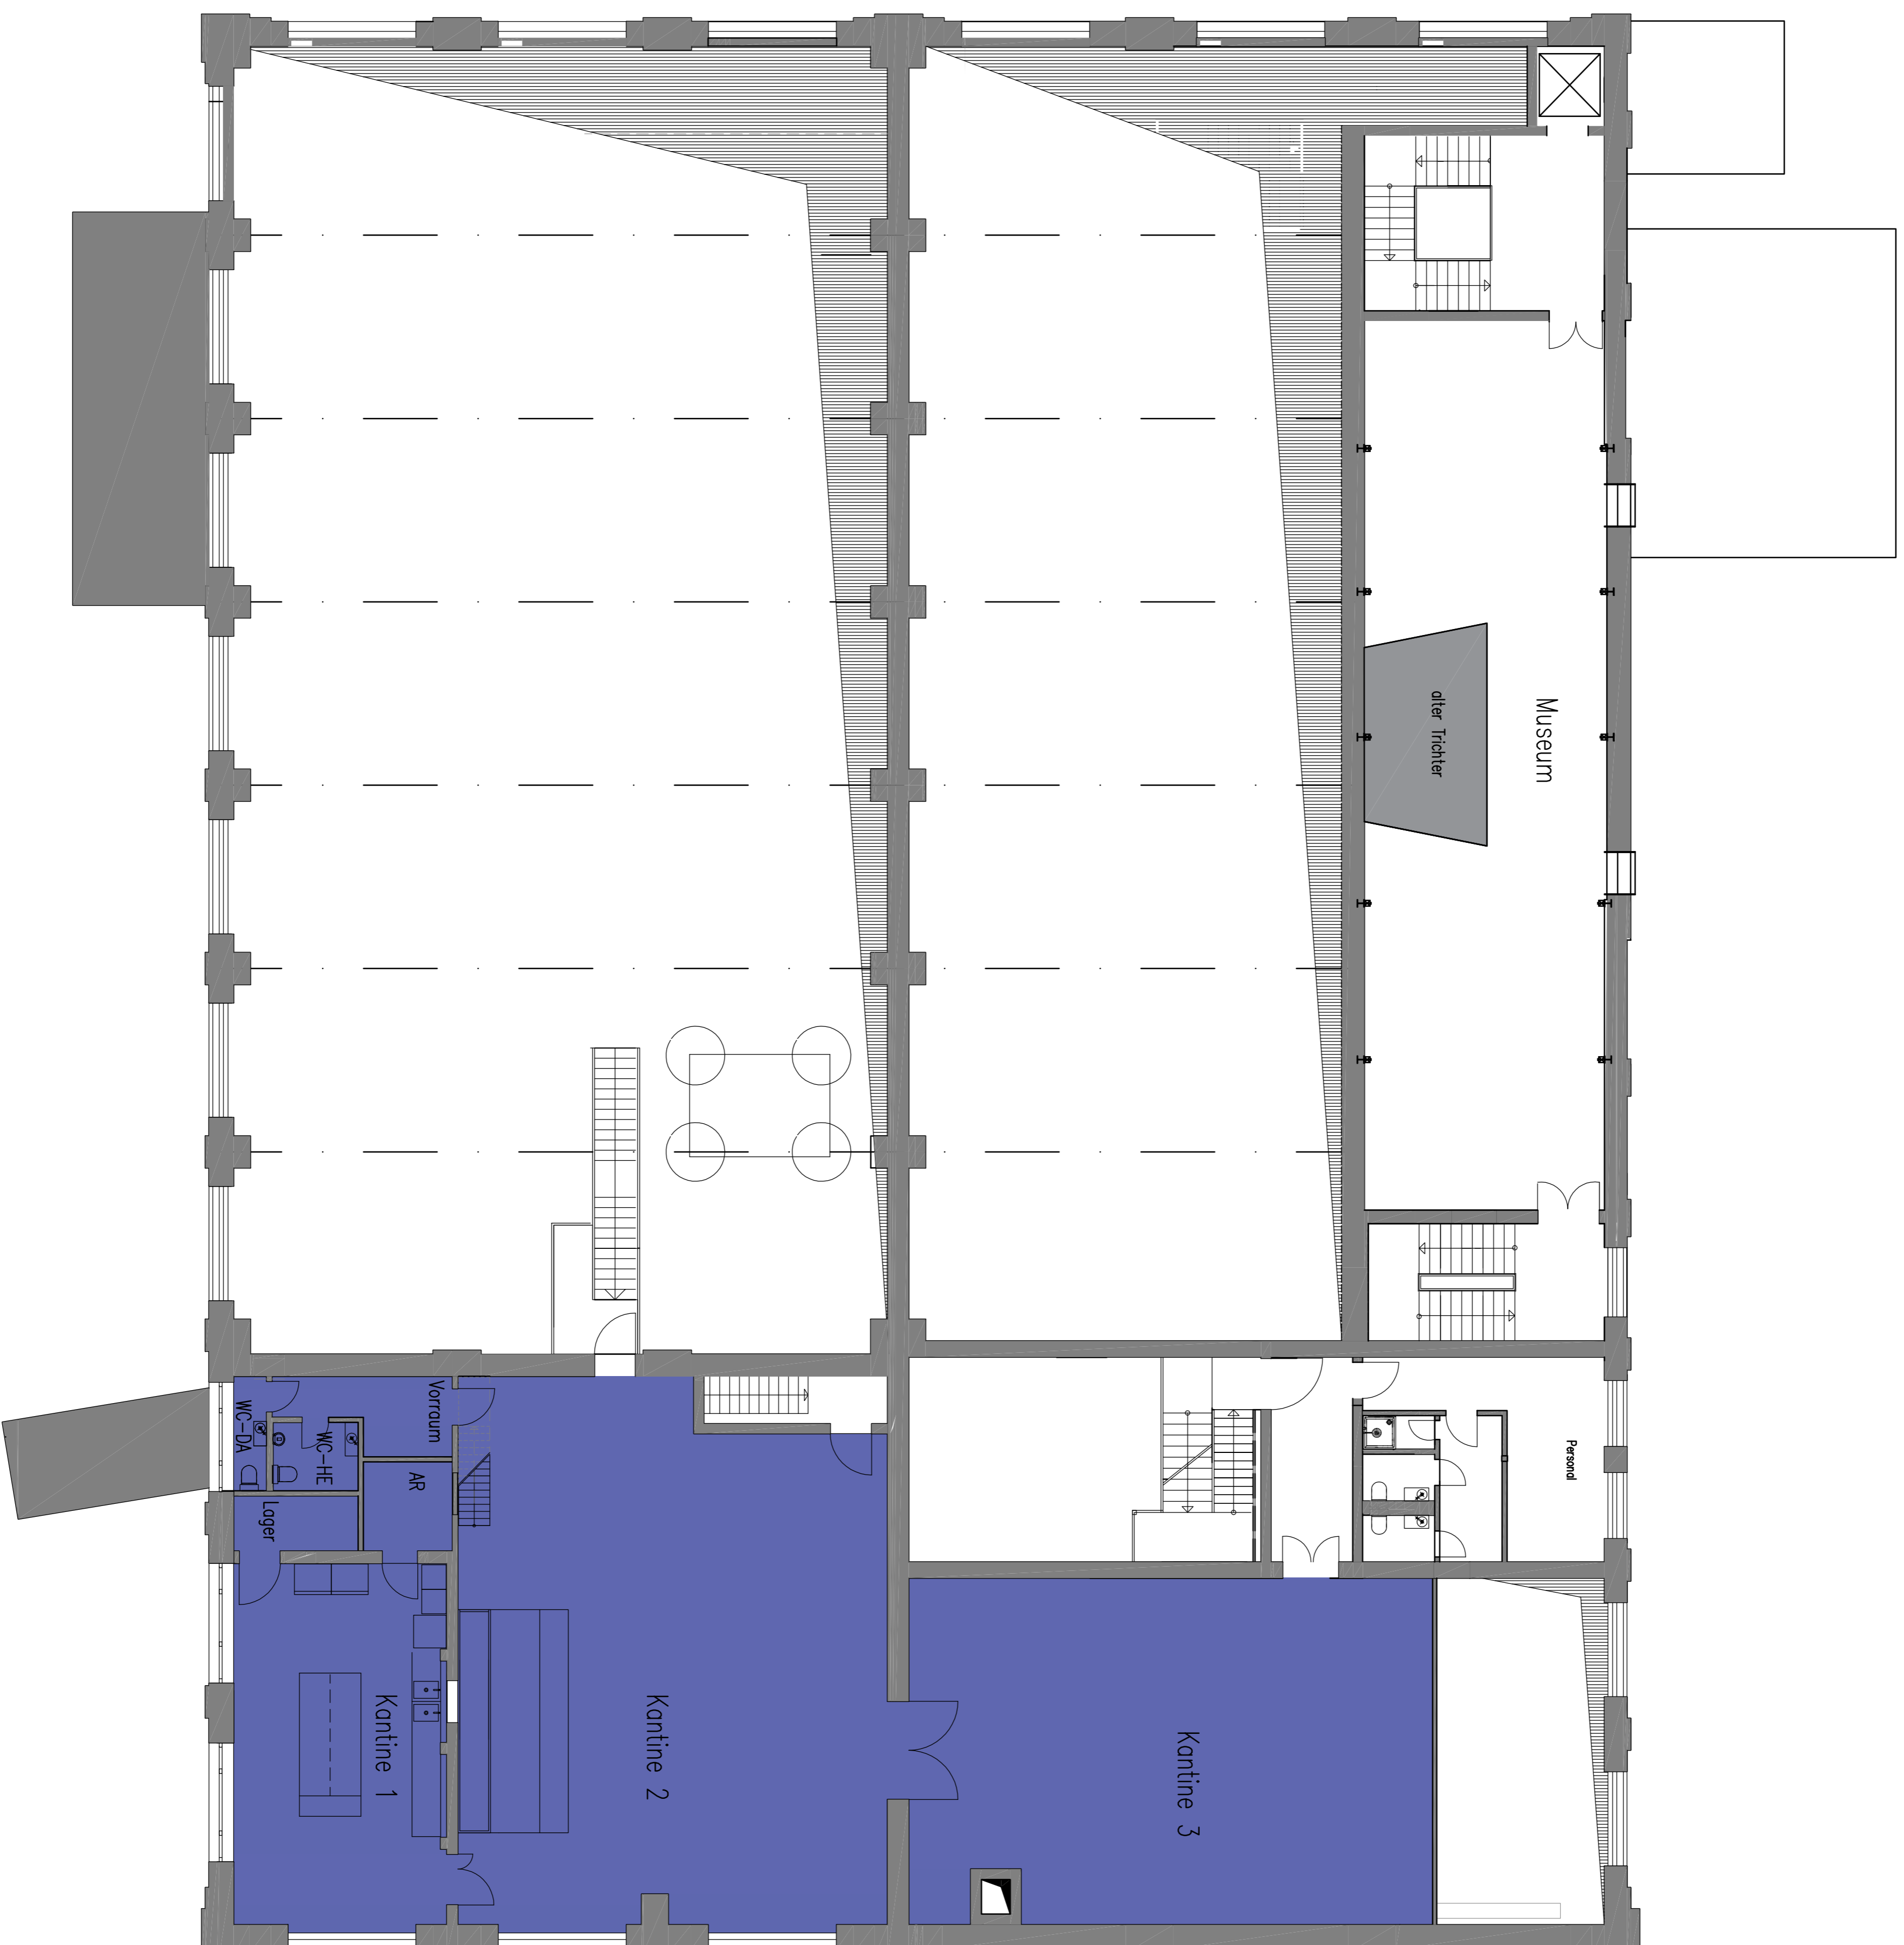 Museum
alter Trichter
Personal
Vorraum
WC-DA
WC-HE
AR
Lager
Kantine 1
Kantine 2
Kantine 3